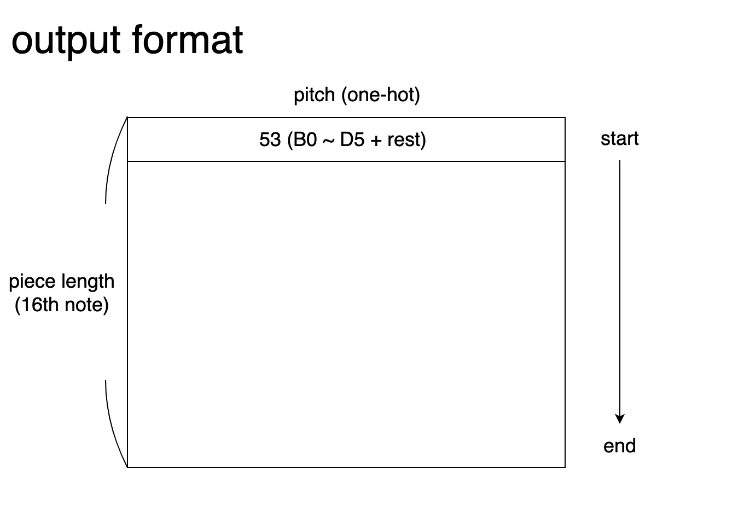 output format
pitch (one-hot)
53 (B0 ~ D5 + rest)
start
piece length
(16th note)
end